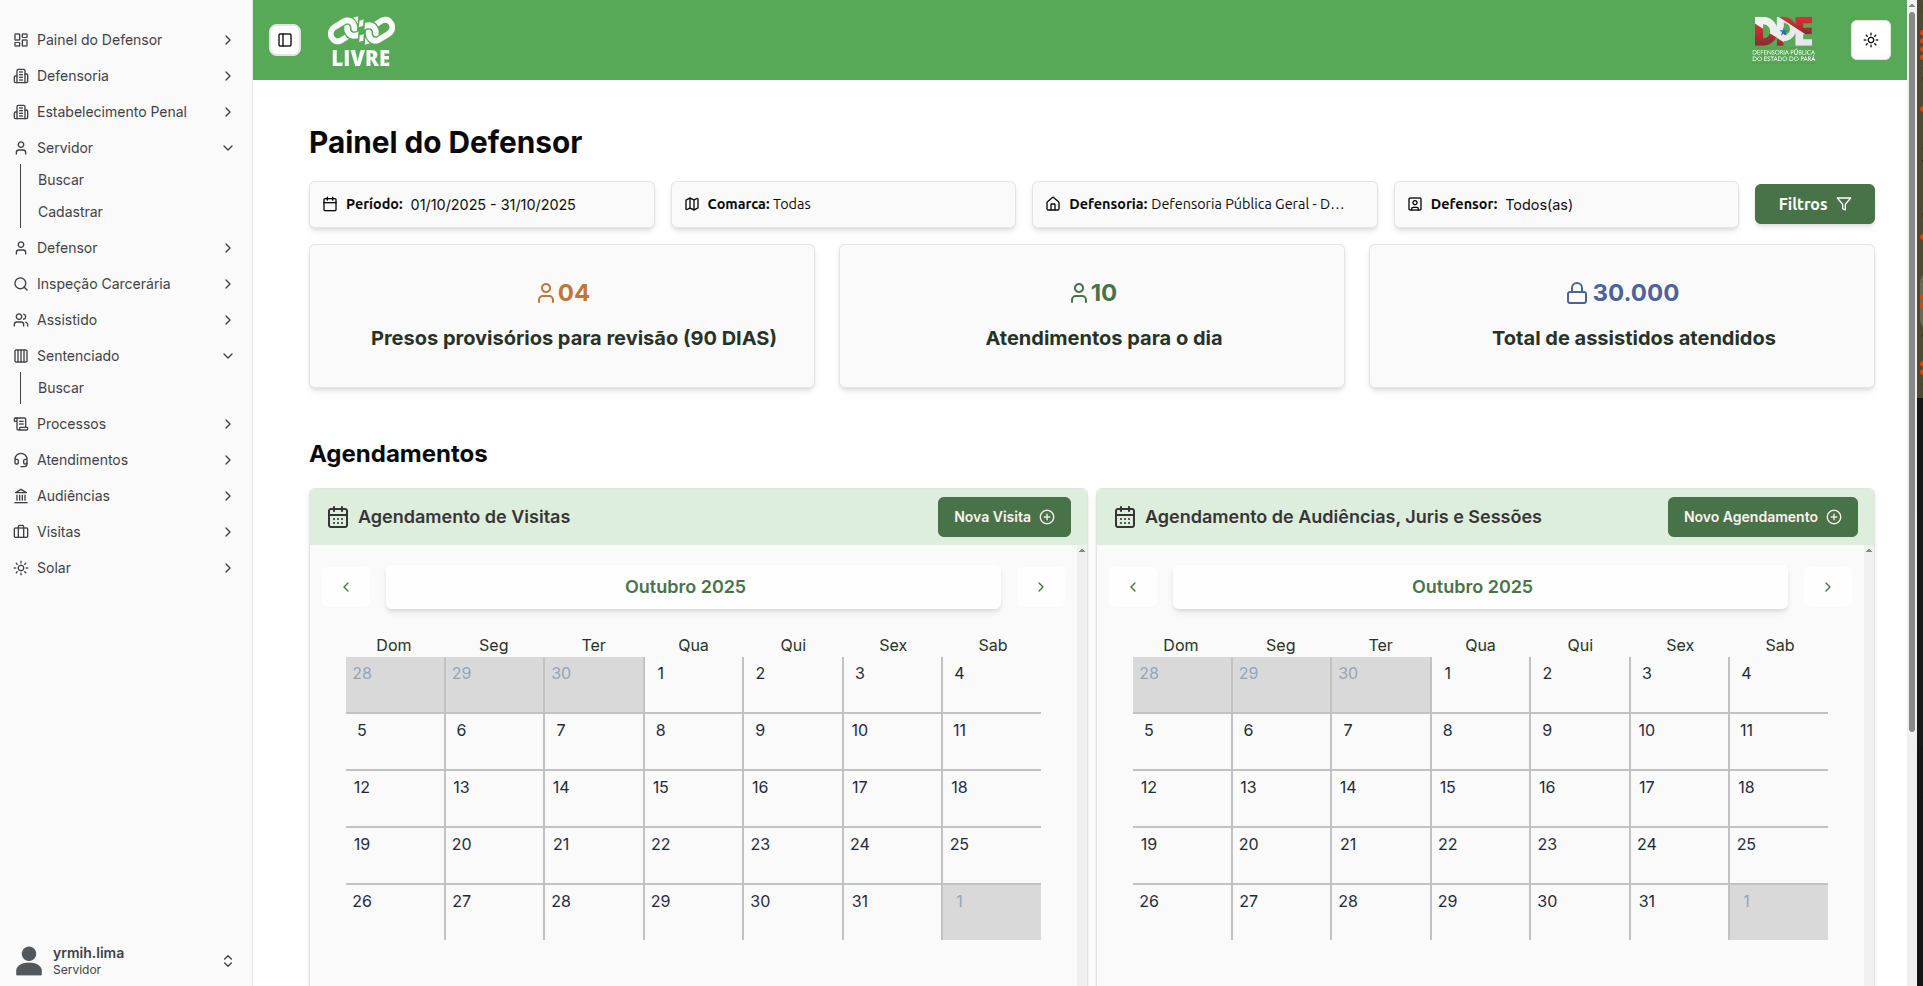 Painel do Defensor
Defensoria
Estabelecimento Penal
Servidor
Buscar
Cadastrar
Defensor
Inspeção Carcerária
Assistido
Sentenciado
Buscar
Processos
Atendimentos
Audiências
Visitas
Solar
yrmih.lima
Servidor
LIVRE
DPE
DEFENSORIA PÚBLICA
DO ESTADO DO PARÁ
Painel do Defensor
Período: 01/10/2025 - 31/10/2025
Comarca: Todas
Defensoria: Defensoria Pública Geral - D...
Defensor: Todos(as)
Filtros
04
Presos provisórios para revisão (90 DIAS)
10
Atendimentos para o dia
30.000
Total de assistidos atendidos
Agendamentos
Agendamento de Visitas
Nova Visita
Outubro 2025
Dom Seg Ter Qua Qui Sex Sab
28 29 30 1 2 3 4
5 6 7 8 9 10 11
12 13 14 15 16 17 18
19 20 21 22 23 24 25
26 27 28 29 30 31 1
Agendamento de Audiências, Juris e Sessões
Novo Agendamento
Outubro 2025
Dom Seg Ter Qua Qui Sex Sab
28 29 30 1 2 3 4
5 6 7 8 9 10 11
12 13 14 15 16 17 18
19 20 21 22 23 24 25
26 27 28 29 30 31 1